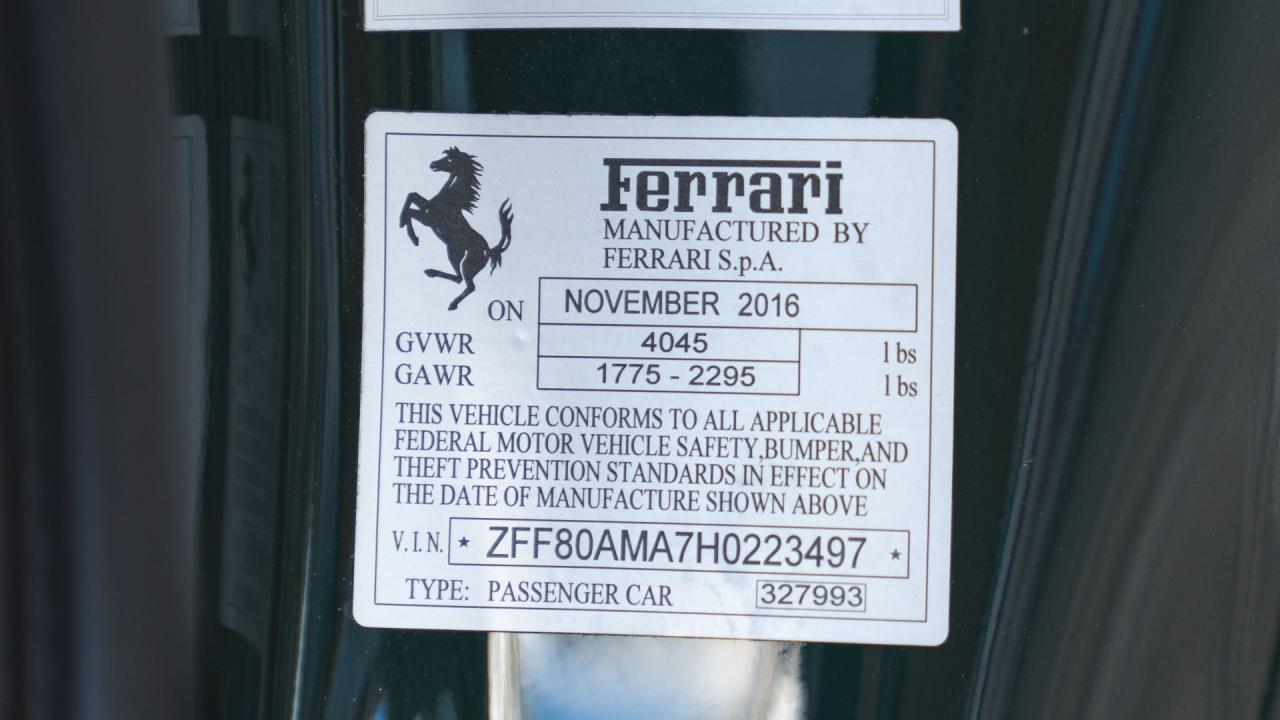 Ferrari
MANUFACTURED BY
FERRARI S.p.A.
ON NOVEMBER 2016
GVWR 4045 lbs
GAWR 1775 - 2295 lbs
THIS VEHICLE CONFORMS TO ALL APPLICABLE
FEDERAL MOTOR VEHICLE SAFETY,BUMPER,AND
THEFT PREVENTION STANDARDS IN EFFECT ON
THE DATE OF MANUFACTURE SHOWN ABOVE
V.I.N. * ZFF80AMA7H0223497 *
TYPE: PASSENGER CAR 327993